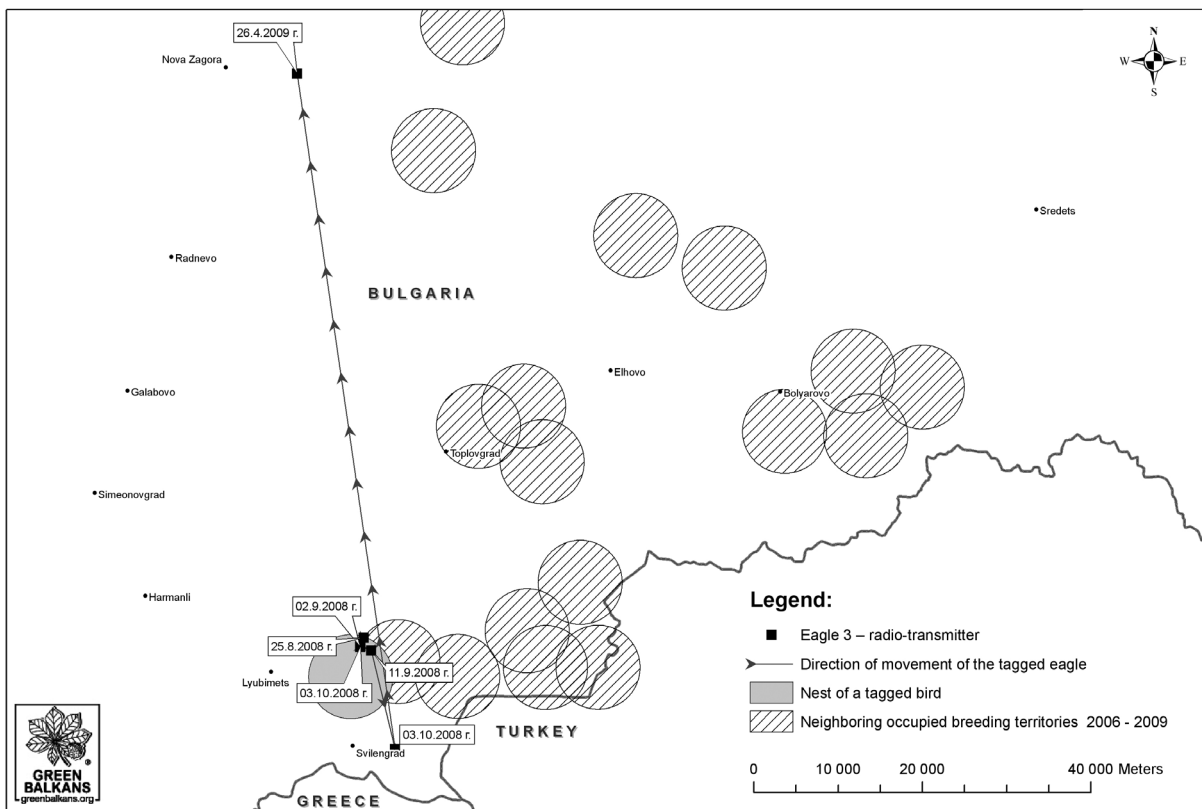 26.4.2009 г.
Nova Zagora
N
W
E
S
Sredets
Radnevo
BULGARIA
Elhovo
Galabovo
Bolyarovo
Toplovgrad
Simeonovgrad
Harmanli
02.9.2008 г.
25.8.2008 г.
Lyubimets
11.9.2008 г.
03.10.2008 г.
03.10.2008 г.
Svilengrad
TURKEY
GREECE
Legend:
Eagle 3 – radio-transmitter
Direction of movement of the tagged eagle
Nest of a tagged bird
Neighboring occupied breeding territories 2006 - 2009
0 10 000 20 000 40 000 Meters
GREEN
BALKANS
®
greenbalkans.org